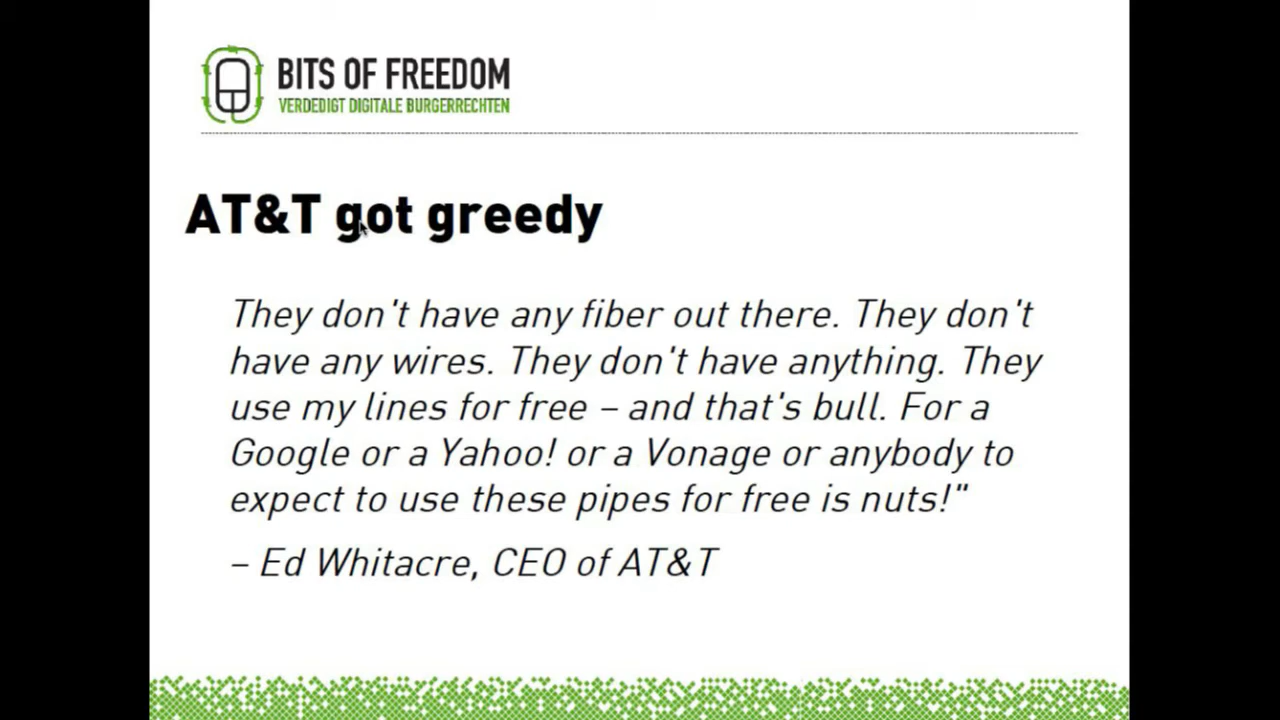 BITS OF FREEDOM
VERDEDIGT DIGITALE BURGERRECHTEN
AT&T got greedy
They don't have any fiber out there. They don't
have any wires. They don't have anything. They
use my lines for free – and that's bull. For a
Google or a Yahoo! or a Vonage or anybody to
expect to use these pipes for free is nuts!"
– Ed Whitacre, CEO of AT&T